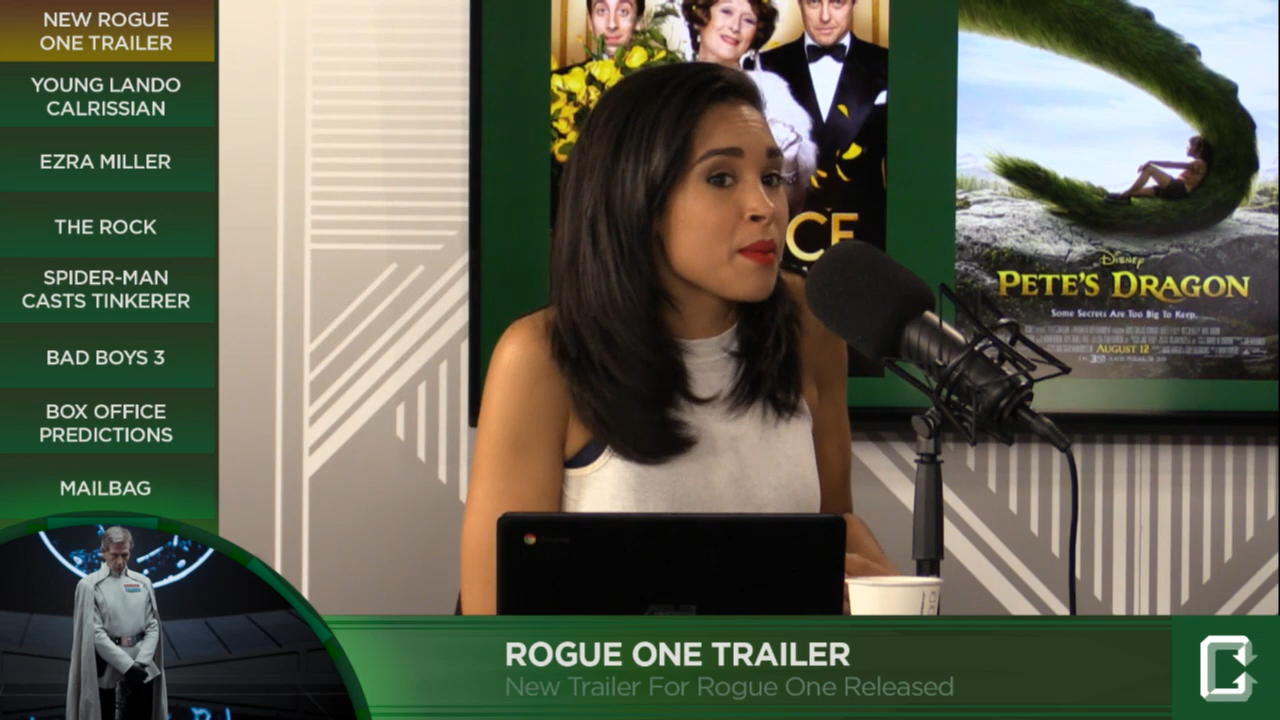 NEW ROGUE
ONE TRAILER
YOUNG LANDO
CALRISSIAN
EZRA MILLER
THE ROCK
SPIDER-MAN
CASTS TINKERER
BAD BOYS 3
BOX OFFICE
PREDICTIONS
MAILBAG
CE
DISNEY
PETE'S DRAGON
Some Secrets Are Too Big To Keep.
AUGUST 12
ROGUE ONE TRAILER
New Trailer For Rogue One Released